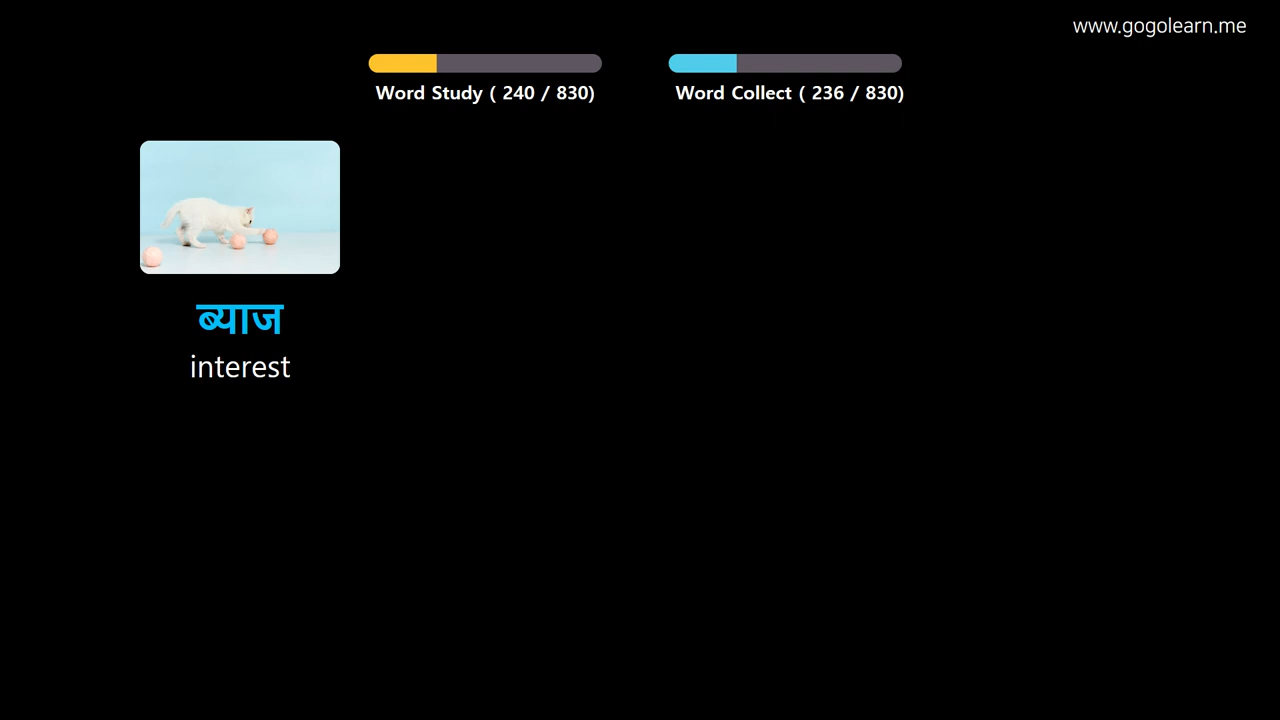 www.gogolearn.me
Word Study ( 240 / 830)
Word Collect ( 236 / 830)
ब्याज
interest